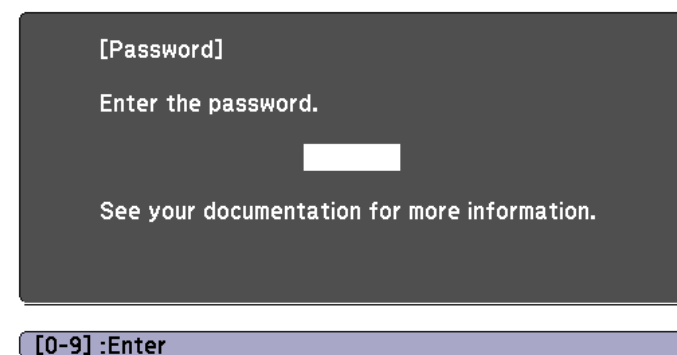 [Password]
Enter the password.
See your documentation for more information.
[0-9] :Enter